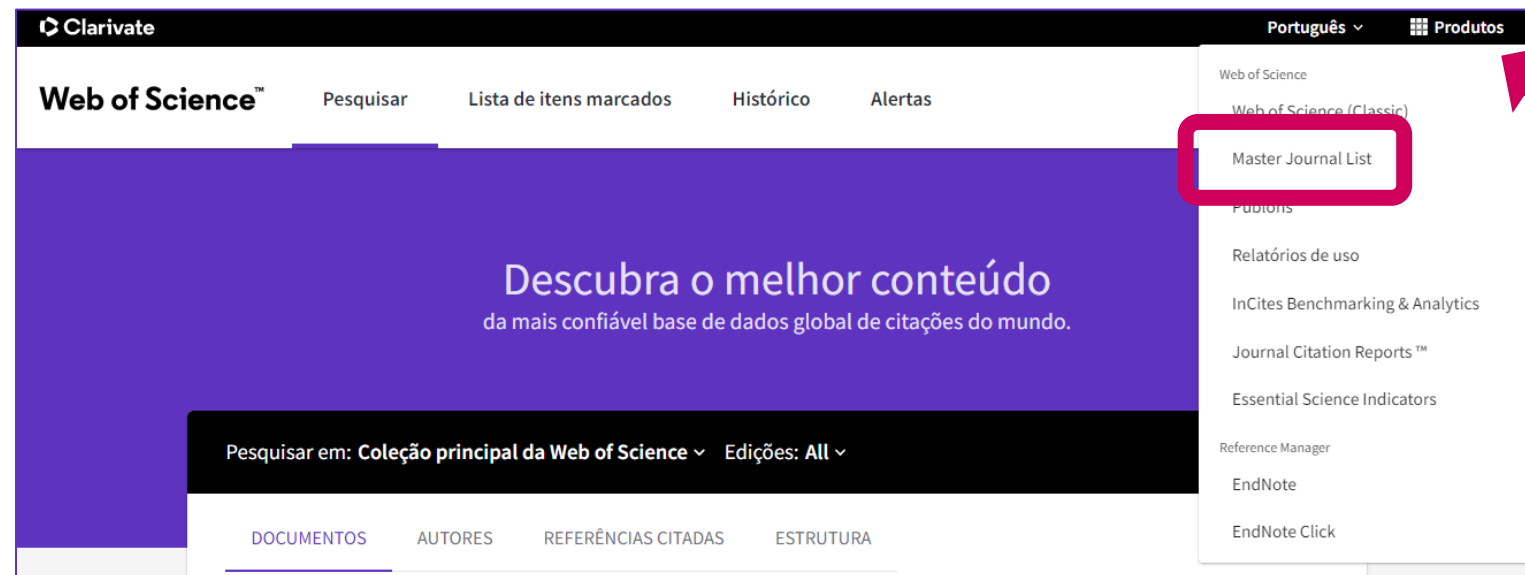 Clarivate
Português
Produtos
Web of Science™
Pesquisar
Lista de itens marcados
Histórico
Alertas
Web of Science
Web of Science (Classic)
Master Journal List
Publons
Relatórios de uso
InCites Benchmarking & Analytics
Journal Citation Reports ™
Essential Science Indicators
Reference Manager
EndNote
EndNote Click
Descubra o melhor conteúdo
da mais confiável base de dados global de citações do mundo.
Pesquisar em: Coleção principal da Web of Science Edições: All
DOCUMENTOS
AUTORES
REFERÊNCIAS CITADAS
ESTRUTURA